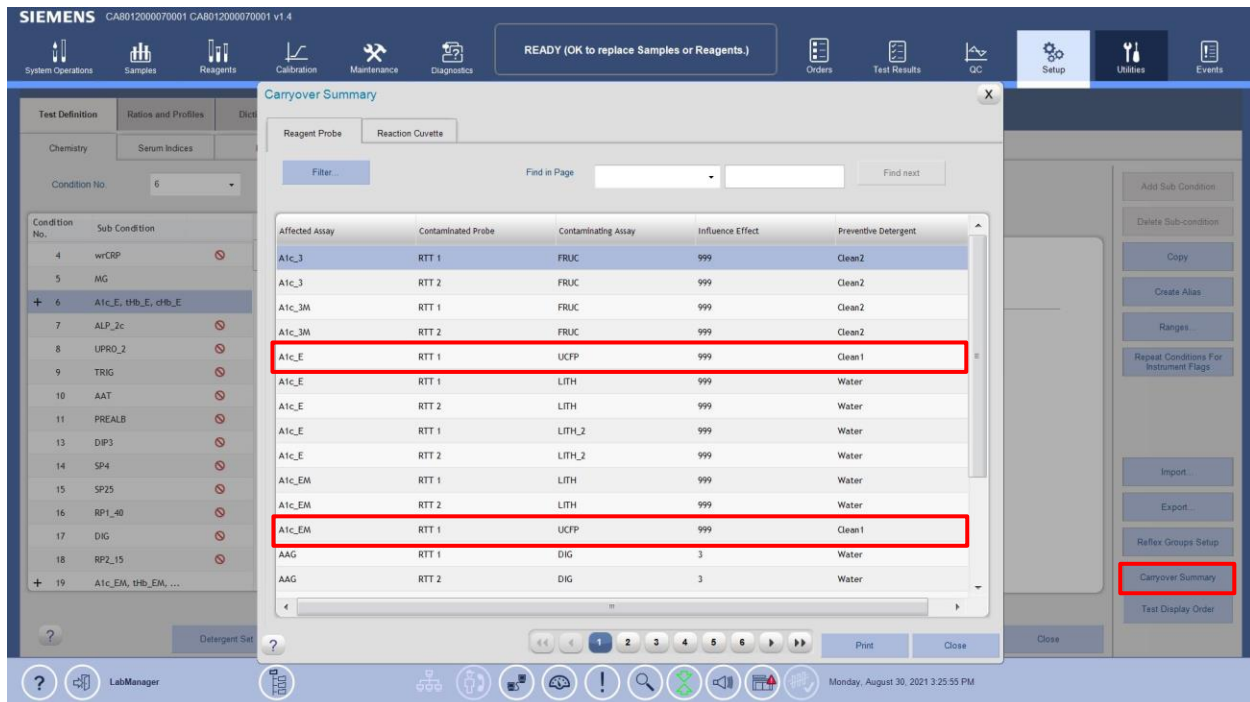 SIEMENS CA8012000070001 CA8012000070001 v1.4
System Operations Samples Reagents Calibration Maintenance Diagnostics READY (OK to replace Samples or Reagents.) Orders Test Results QC Setup Utilities Events
Test Definition Ratios and Profiles
Chemistry Serum Indices
Condition No. 6
Condition No. Sub Condition
4 wrCRP
5 MG
+ 6 A1c_E, tHb_E, cHb_E
7 ALP_2c
8 UPRO_2
9 TRIG
10 AAT
11 PREALB
13 DIP3
14 SP4
15 SP25
16 RP1_40
17 DIG
18 RP2_15
+ 19 A1c_EM, tHb_EM, ...
? Detergent Set
Carryover Summary X
Reagent Probe Reaction Cuvette
Filter... Find in Page Find next
Affected Assay Contaminated Probe Contaminating Assay Influence Effect Preventive Detergent
A1c_3 RTT 1 FRUC 999 Clean2
A1c_3 RTT 2 FRUC 999 Clean2
A1c_3M RTT 1 FRUC 999 Clean2
A1c_3M RTT 2 FRUC 999 Clean2
A1c_E RTT 1 UCFP 999 Clean1
A1c_E RTT 1 LITH 999 Water
A1c_E RTT 2 LITH 999 Water
A1c_E RTT 1 LITH_2 999 Water
A1c_E RTT 2 LITH_2 999 Water
A1c_EM RTT 1 LITH 999 Water
A1c_EM RTT 2 LITH 999 Water
A1c_EM RTT 1 UCFP 999 Clean1
AAG RTT 1 DIG 3 Water
AAG RTT 2 DIG 3 Water
? 1 2 3 4 5 6 Print Close
Add Sub Condition
Delete Sub-condition
Copy
Create Alias
Ranges...
Repeat Conditions For
Instrument Flags
Import...
Export...
Reflex Groups Setup
Carryover Summary
Test Display Order
Close
? LabManager Monday, August 30, 2021 3:25:55 PM